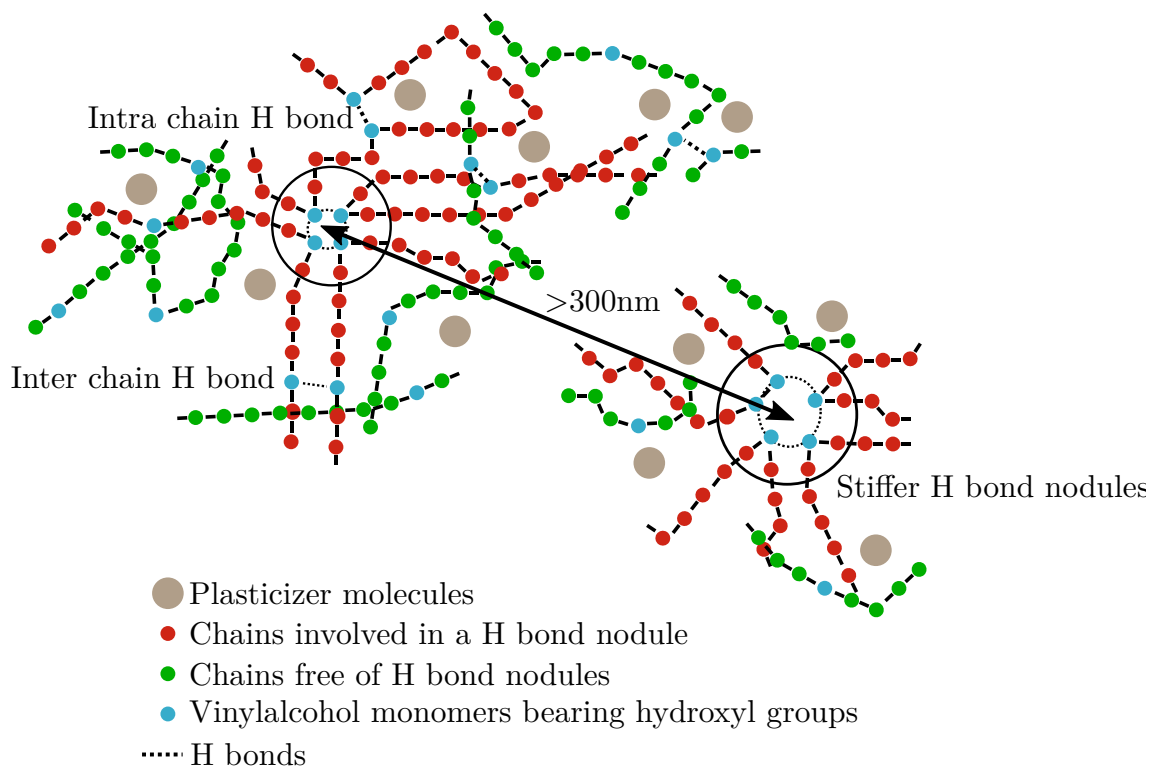 Intra chain H bond
>300nm
Inter chain H bond
Stiffer H bond nodules
Plasticizer molecules
Chains involved in a H bond nodule
Chains free of H bond nodules
Vinylalcohol monomers bearing hydroxyl groups
H bonds